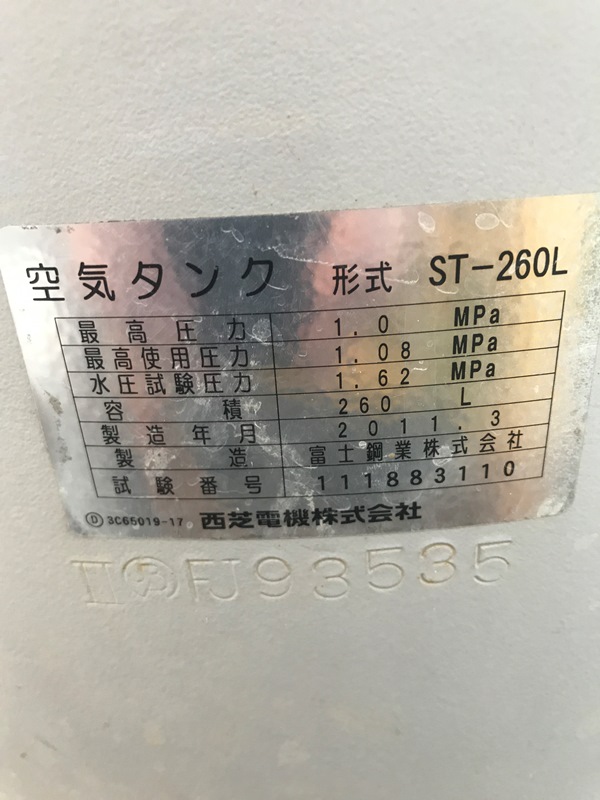 空気タンク 形式 ST-260L
最高圧力 1.0 MPa
最高使用圧力 1.08 MPa
水圧試験圧力 1.62 MPa
容積 260 L
製造年月 2011.3
製造 富士鋼業株式会社
試験番号 111883110
Ⓓ 3C65019-17 西芝電機株式会社
II FJ93535